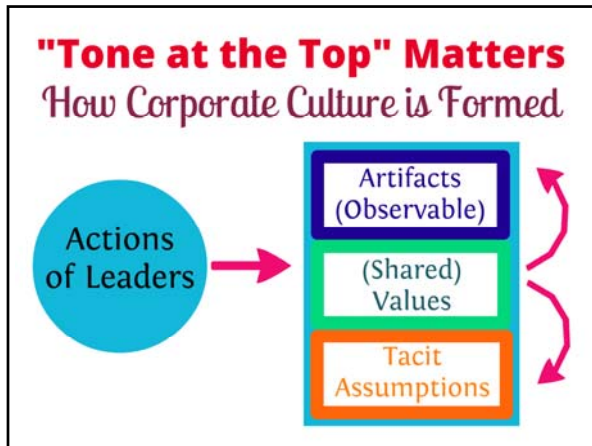 "Tone at the Top" Matters
How Corporate Culture is Formed
Actions
of Leaders
Artifacts
(Observable)
(Shared)
Values
Tacit
Assumptions